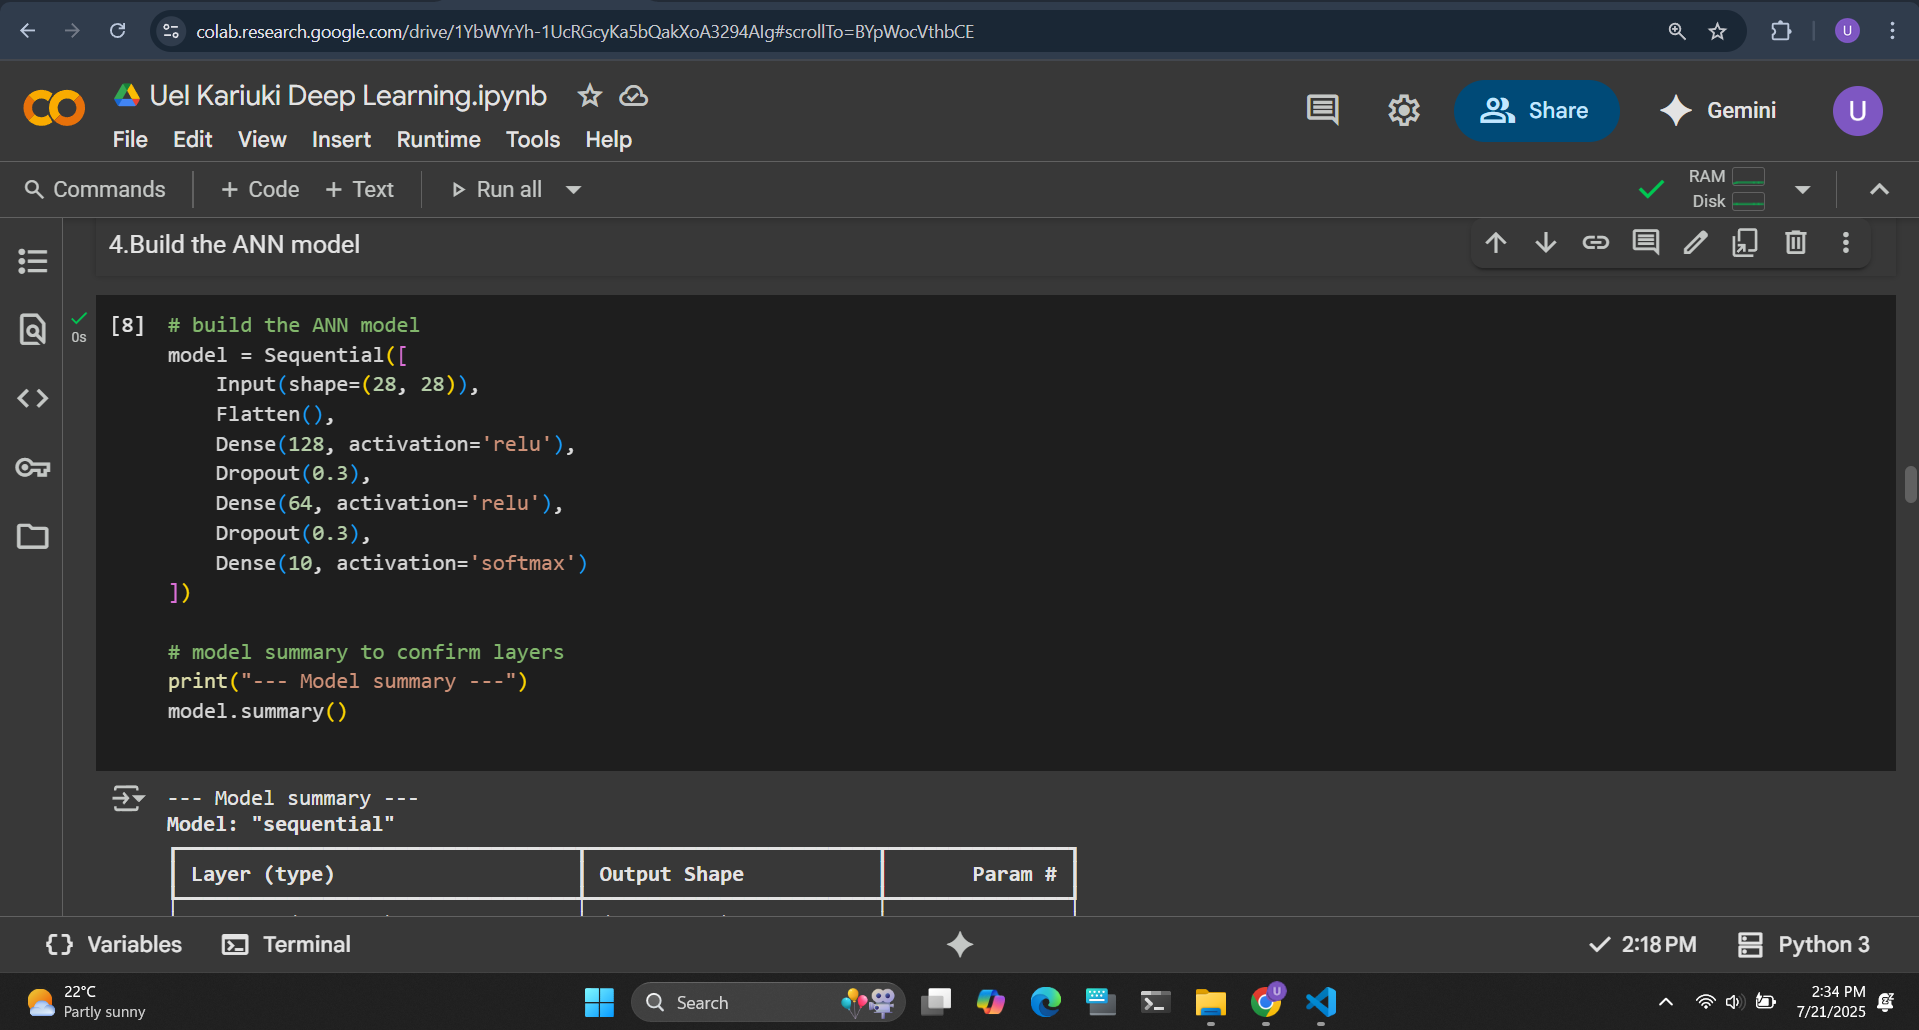 colab.research.google.com/drive/1YbWYrYh-1UcRGcyKa5bQakXoA3294AIg#scrollTo=BYpWocVthbCE
U
Uel Kariuki Deep Learning.ipynb
File Edit View Insert Runtime Tools Help
Share
Gemini
U
Commands + Code + Text Run all
RAM
Disk
4.Build the ANN model
0s
[8] # build the ANN model
model = Sequential([
    Input(shape=(28, 28)),
    Flatten(),
    Dense(128, activation='relu'),
    Dropout(0.3),
    Dense(64, activation='relu'),
    Dropout(0.3),
    Dense(10, activation='softmax')
])
# model summary to confirm layers
print("--- Model summary ---")
model.summary()
--- Model summary ---
Model: "sequential"
Layer (type) Output Shape Param #
Variables Terminal 2:18 PM Python 3
22°C
Partly sunny
Search
U
2:34 PM
7/21/2025